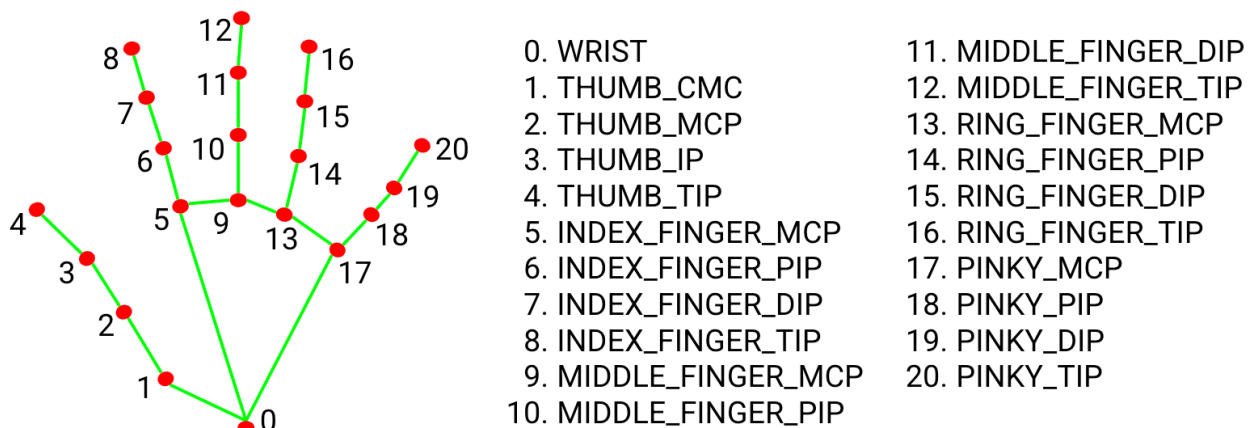 12
8
16
11
7
15
10
6
20
14
19
4
5
9
13
18
3
17
2
1
0
0. WRIST
1. THUMB_CMC
2. THUMB_MCP
3. THUMB_IP
4. THUMB_TIP
5. INDEX_FINGER_MCP
6. INDEX_FINGER_PIP
7. INDEX_FINGER_DIP
8. INDEX_FINGER_TIP
9. MIDDLE_FINGER_MCP
10. MIDDLE_FINGER_PIP
11. MIDDLE_FINGER_DIP
12. MIDDLE_FINGER_TIP
13. RING_FINGER_MCP
14. RING_FINGER_PIP
15. RING_FINGER_DIP
16. RING_FINGER_TIP
17. PINKY_MCP
18. PINKY_PIP
19. PINKY_DIP
20. PINKY_TIP